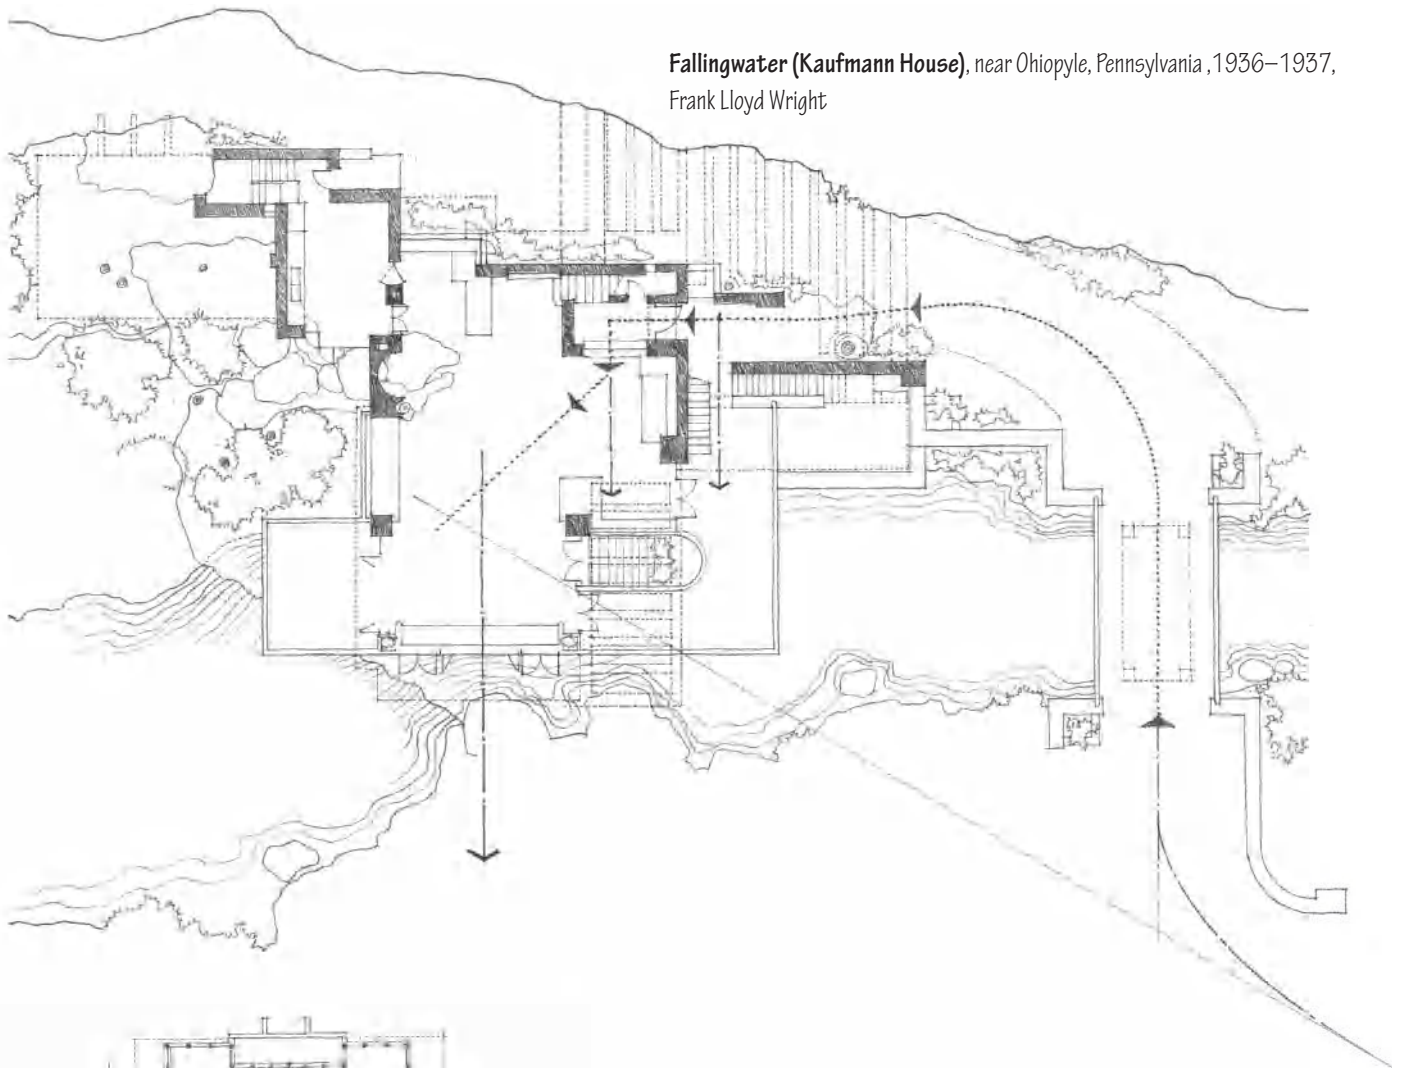 Fallingwater (Kaufmann House), near Ohiopyle, Pennsylvania ,1936–1937,
Frank Lloyd Wright